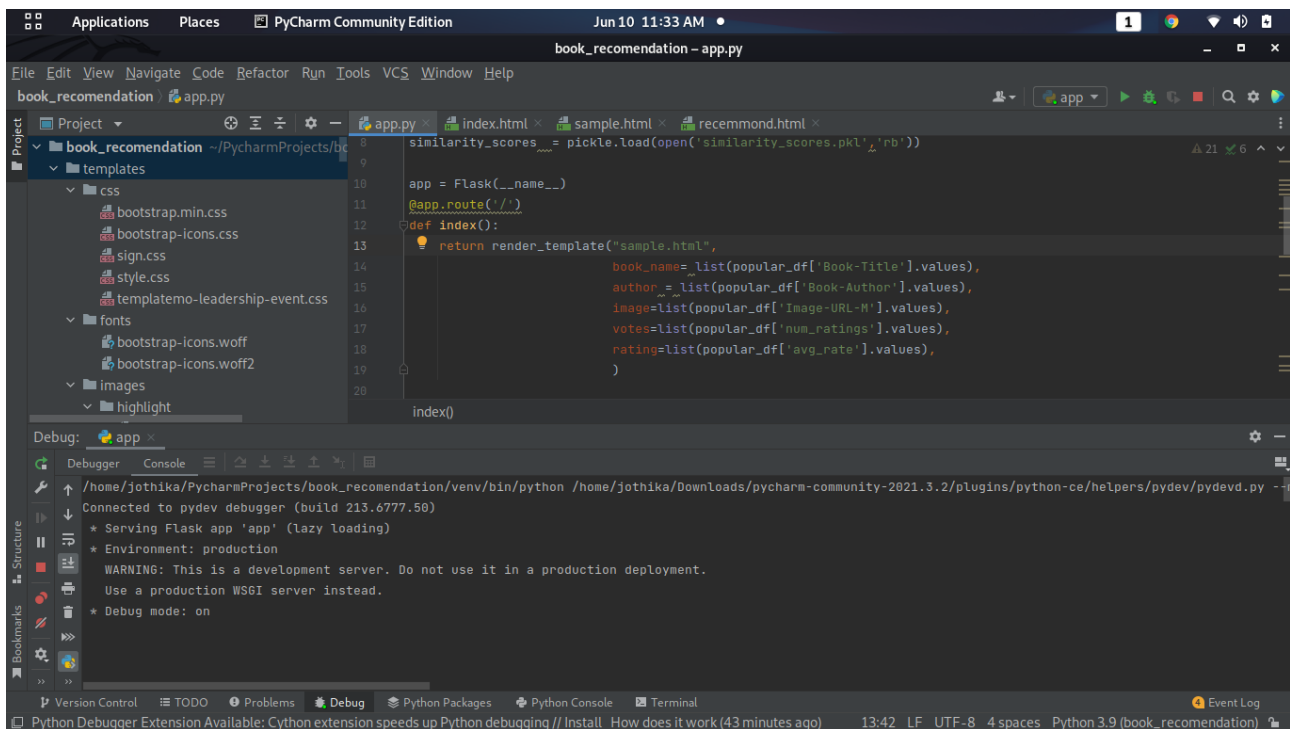 Applications Places PyCharm Community Edition Jun 10 11:33 AM 1
book_recomendation – app.py
File Edit View Navigate Code Refactor Run Tools VCS Window Help
book_recomendation app.py app
Project app.py index.html sample.html recemmond.html
Project
book_recomendation ~/PycharmProjects/bo
templates
css
bootstrap.min.css
bootstrap-icons.css
sign.css
style.css
templatemo-leadership-event.css
fonts
bootstrap-icons.woff
bootstrap-icons.woff2
images
highlight
8 similarity_scores = pickle.load(open('similarity_scores.pkl','rb'))
21 6
9
10 app = Flask(__name__)
11 @app.route('/')
12 def index():
13 return render_template("sample.html",
14 book_name= list(popular_df['Book-Title'].values),
15 author = list(popular_df['Book-Author'].values),
16 image=list(popular_df['Image-URL-M'].values),
17 votes=list(popular_df['num_ratings'].values),
18 rating=list(popular_df['avg_rate'].values),
19 )
20
index()
Debug: app
Debugger Console
/home/jothika/PycharmProjects/book_recomendation/venv/bin/python /home/jothika/Downloads/pycharm-community-2021.3.2/plugins/python-ce/helpers/pydev/pydevd.py --m
Connected to pydev debugger (build 213.6777.50)
* Serving Flask app 'app' (lazy loading)
* Environment: production
WARNING: This is a development server. Do not use it in a production deployment.
Use a production WSGI server instead.
* Debug mode: on
Structure
Bookmarks
Version Control TODO Problems Debug Python Packages Python Console Terminal 4 Event Log
Python Debugger Extension Available: Cython extension speeds up Python debugging // Install How does it work (43 minutes ago) 13:42 LF UTF-8 4 spaces Python 3.9 (book_recomendation)